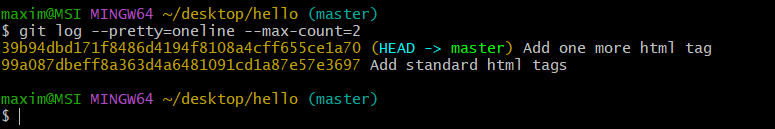 maxim@MSI MINGW64 ~/desktop/hello (master)
$ git log --pretty=oneline --max-count=2
39b94dbd171f8486d4194f8108a4cff655ce1a70 (HEAD -> master) Add one more html tag
99a087dbeff8a363d4a6481091cd1a87e57e3697 Add standard html tags
maxim@MSI MINGW64 ~/desktop/hello (master)
$